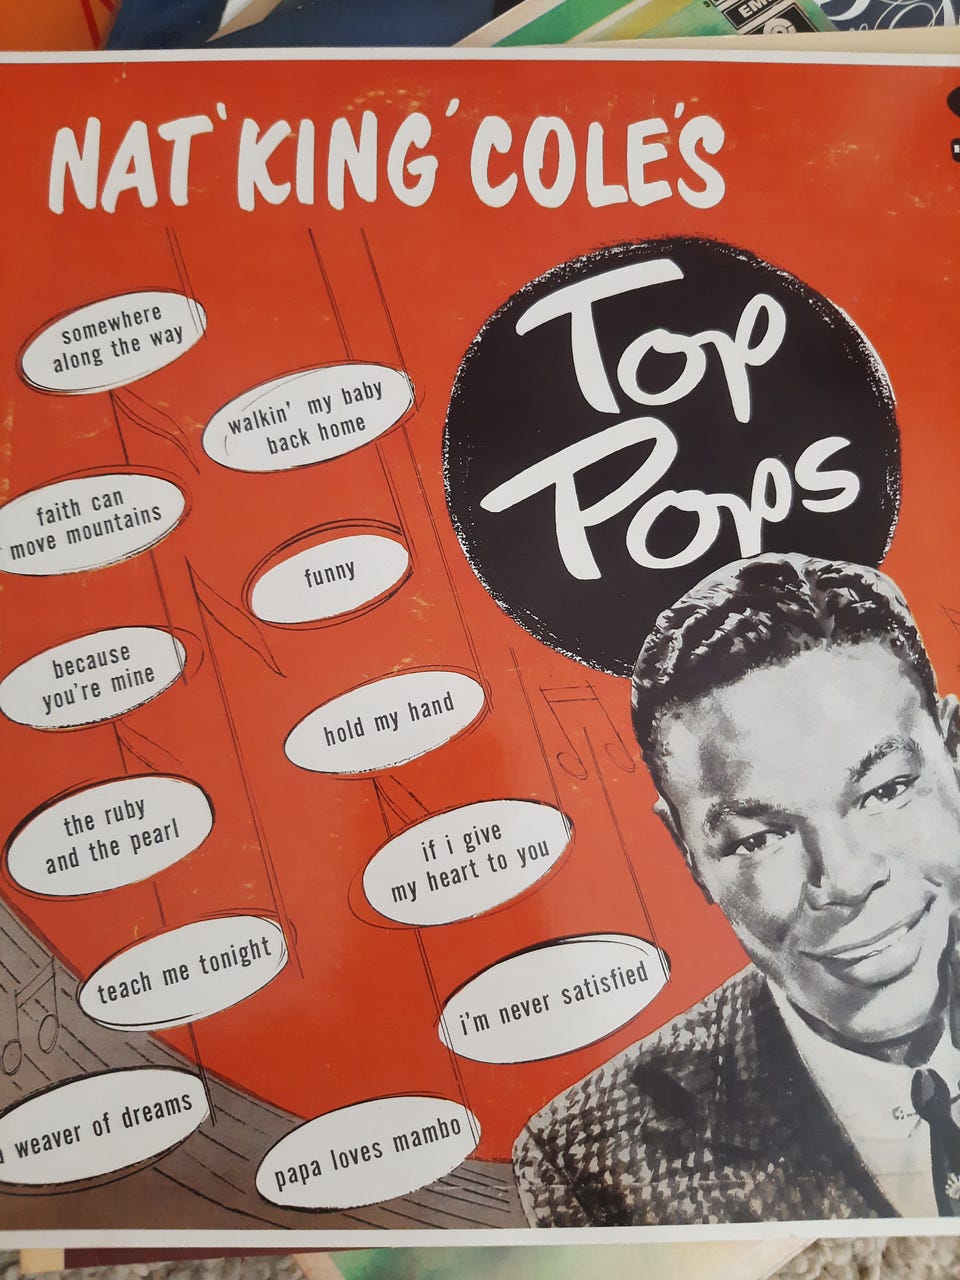 EMI
NAT 'KING' COLE'S
Top
Pops
somewhere
along the way
walkin' my baby
back home
faith can
move mountains
funny
because
you're mine
hold my hand
the ruby
and the pearl
if i give
my heart to you
teach me tonight
i'm never satisfied
weaver of dreams
papa loves mambo